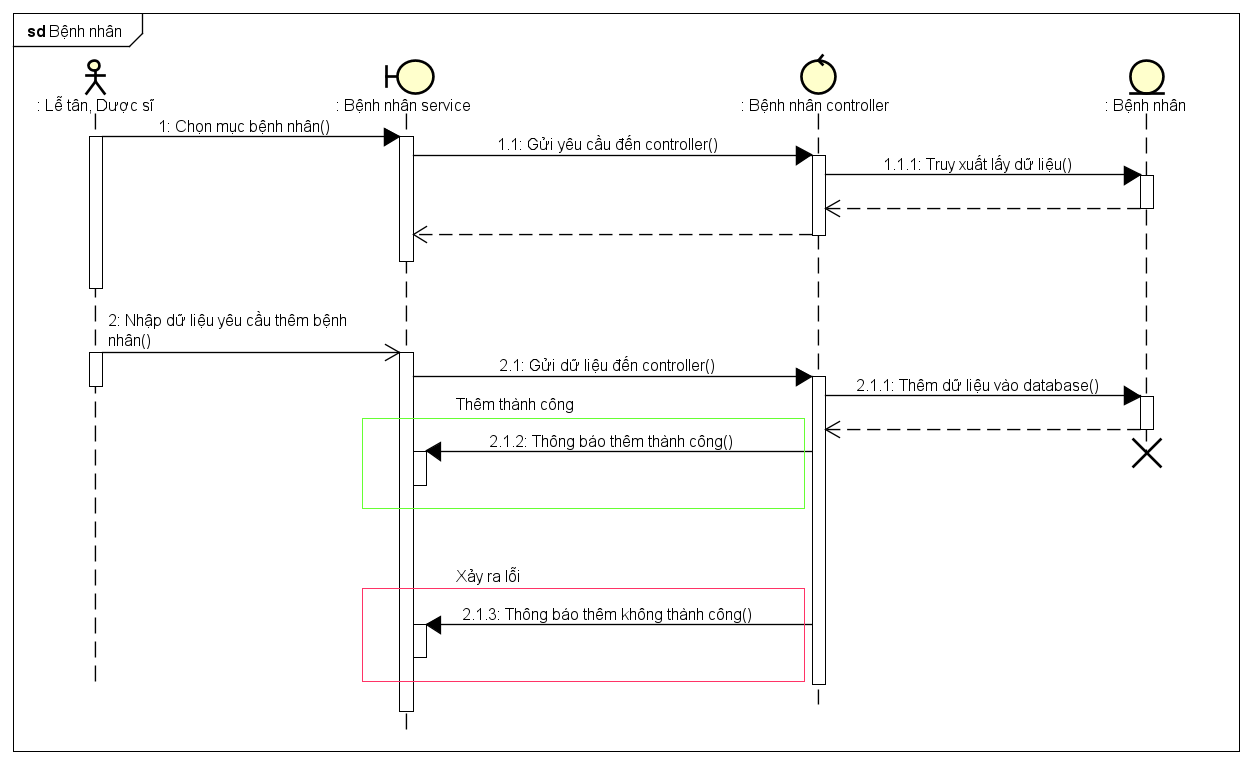 sd Bệnh nhân
: Lễ tân, Dược sĩ
: Bệnh nhân service
: Bệnh nhân controller
: Bệnh nhân
1: Chọn mục bệnh nhân()
1.1: Gửi yêu cầu đến controller()
1.1.1: Truy xuất lấy dữ liệu()
2: Nhập dữ liệu yêu cầu thêm bệnh
nhân()
2.1: Gửi dữ liệu đến controller()
2.1.1: Thêm dữ liệu vào database()
Thêm thành công
2.1.2: Thông báo thêm thành công()
Xảy ra lỗi
2.1.3: Thông báo thêm không thành công()